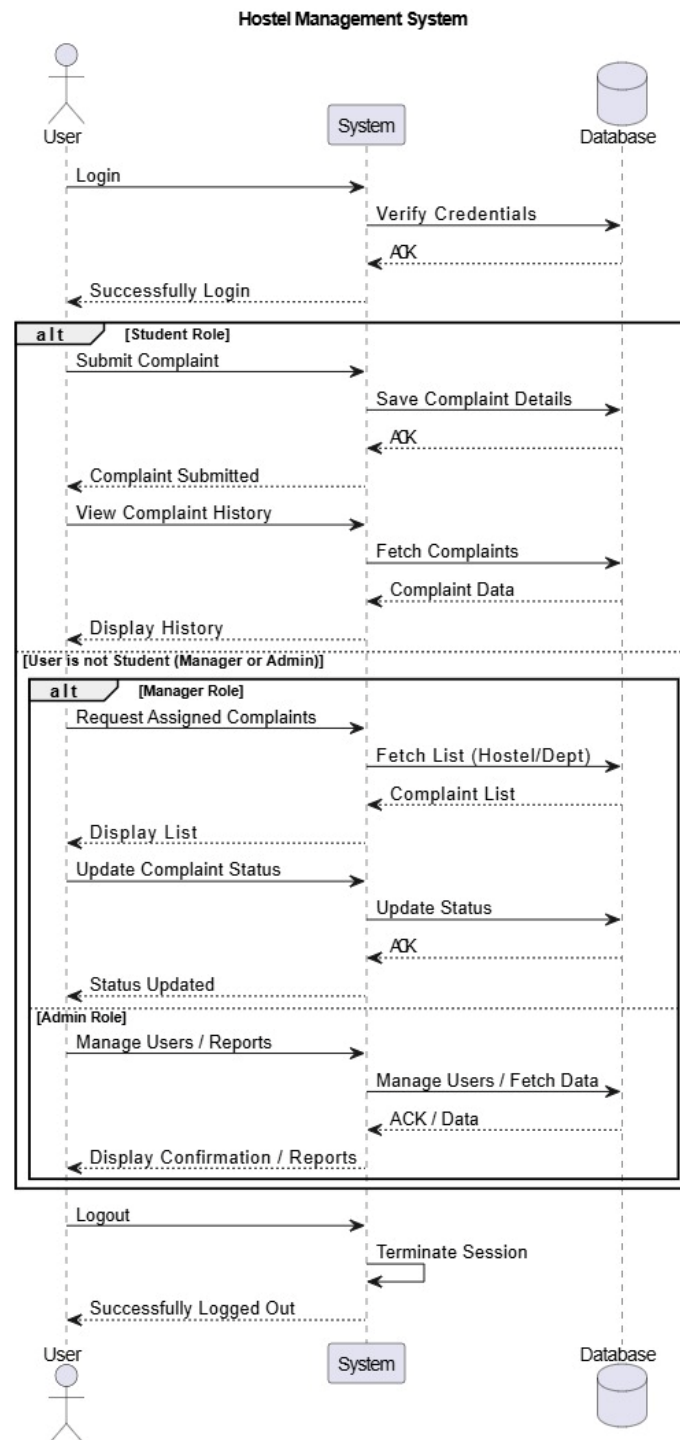 Hostel Management System
User
System
Database
Login
Verify Credentials
ACK
Successfully Login
alt [Student Role]
Submit Complaint
Save Complaint Details
ACK
Complaint Submitted
View Complaint History
Fetch Complaints
Complaint Data
Display History
[User is not Student (Manager or Admin)]
alt [Manager Role]
Request Assigned Complaints
Fetch List (Hostel/Dept)
Complaint List
Display List
Update Complaint Status
Update Status
ACK
Status Updated
[Admin Role]
Manage Users / Reports
Manage Users / Fetch Data
ACK / Data
Display Confirmation / Reports
Logout
Terminate Session
Successfully Logged Out
User
System
Database